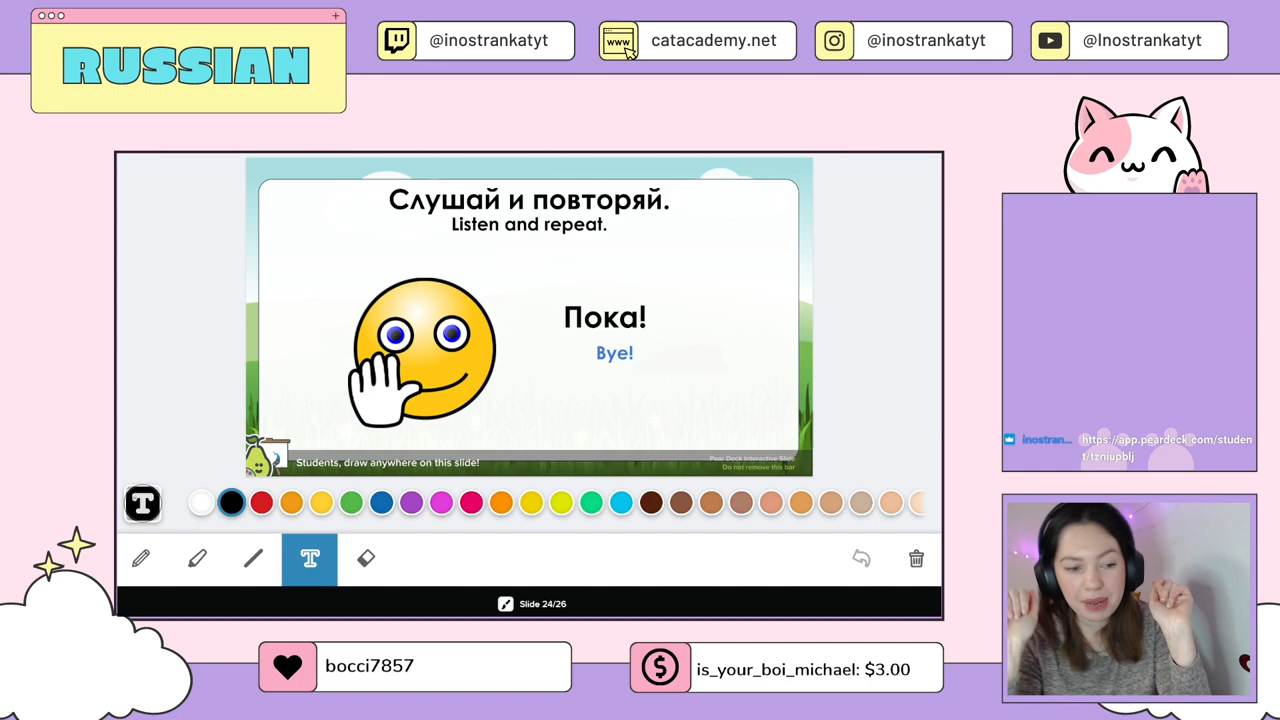 RUSSIAN
@inostrankatyt
catacademy.net
@inostrankatyt
@Inostrankatyt
www
Слушай и повторяй.
Listen and repeat.
Пока!
Bye!
Students, draw anywhere on this slide!
Pear Deck Interactive Slide
Do not remove this bar
inostran... https://app.peardeck.com/studen
t/tzniupblj
T
T
Slide 24/26
bocci7857
is_your_boi_michael: $3.00